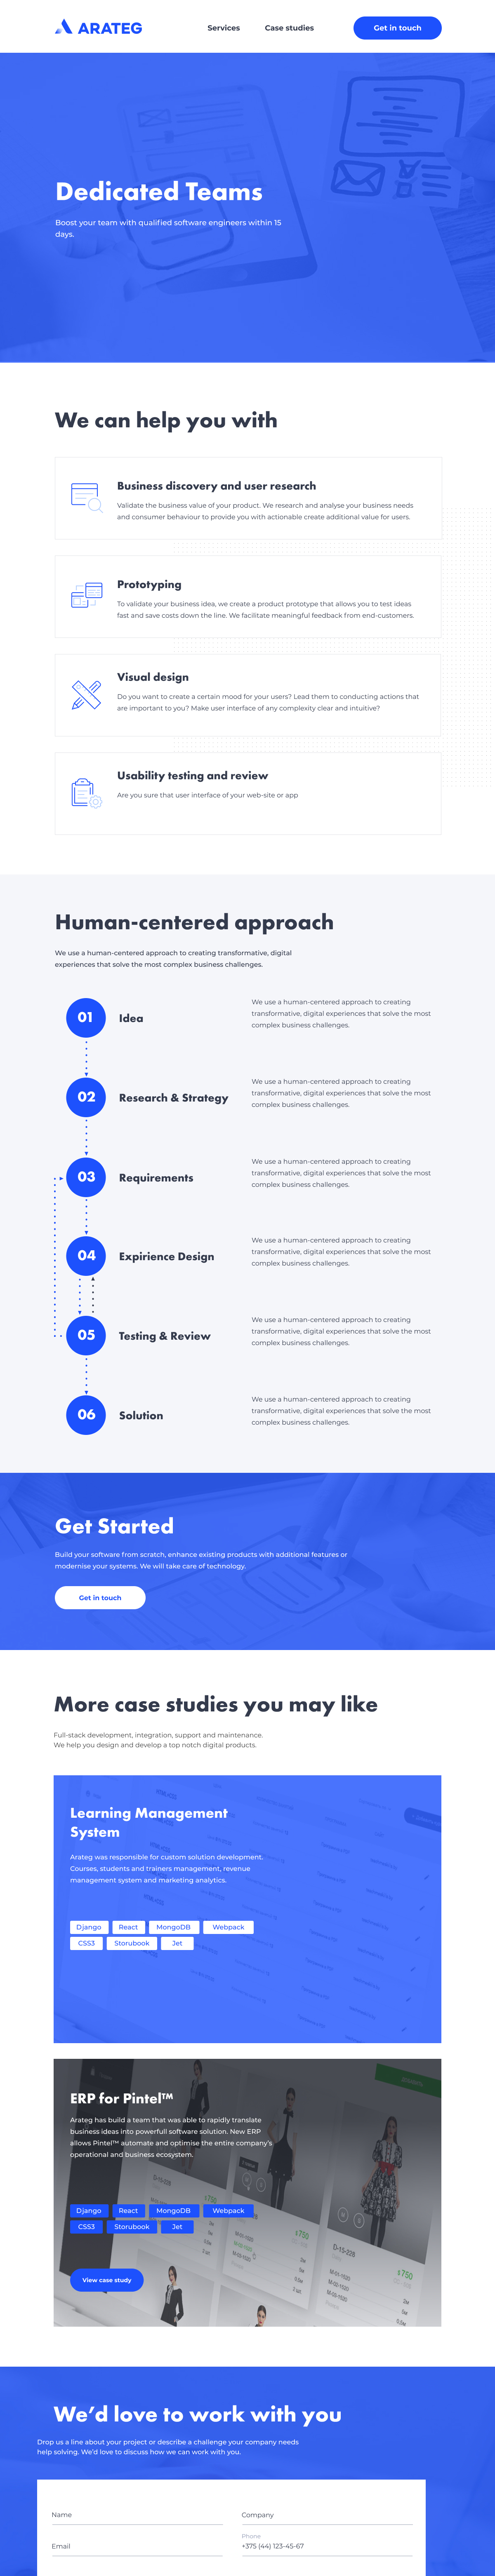 ARATEG
Services
Case studies
Get in touch
Dedicated Teams
Boost your team with qualified software engineers within 15
days.
We can help you with
Business discovery and user research
Validate the business value of your product. We research and analyse your business needs
and consumer behaviour to provide you with actionable create additional value for users.
Prototyping
To validate your business idea, we create a product prototype that allows you to test ideas
fast and save costs down the line. We facilitate meaningful feedback from end-customers.
Visual design
Do you want to create a certain mood for your users? Lead them to conducting actions that
are important to you? Make user interface of any complexity clear and intuitive?
Usability testing and review
Are you sure that user interface of your web-site or app
Human-centered approach
We use a human-centered approach to creating transformative, digital
experiences that solve the most complex business challenges.
01
Idea
We use a human-centered approach to creating
transformative, digital experiences that solve the most
complex business challenges.
02
Research & Strategy
We use a human-centered approach to creating
transformative, digital experiences that solve the most
complex business challenges.
03
Requirements
We use a human-centered approach to creating
transformative, digital experiences that solve the most
complex business challenges.
04
Expirience Design
We use a human-centered approach to creating
transformative, digital experiences that solve the most
complex business challenges.
05
Testing & Review
We use a human-centered approach to creating
transformative, digital experiences that solve the most
complex business challenges.
06
Solution
We use a human-centered approach to creating
transformative, digital experiences that solve the most
complex business challenges.
Get Started
Build your software from scratch, enhance existing products with additional features or
modernise your systems. We will take care of technology.
Get in touch
More case studies you may like
Full-stack development, integration, support and maintenance.
We help you design and develop a top notch digital products.
Learning Management
System
Arateg was responsible for custom solution development.
Courses, students and trainers management, revenue
management system and marketing analytics.
Django React MongoDB Webpack
CSS3 Storubook Jet
ERP for Pintel™
Arateg has build a team that was able to rapidly translate
business ideas into powerfull software solution. New ERP
allows Pintel™ automate and optimise the entire company's
operational and business ecosystem.
Django React MongoDB Webpack
CSS3 Storubook Jet
View case study
D-15-228
750
We'd love to work with you
Drop us a line about your project or describe a challenge your company needs
help solving. We'd love to discuss how we can work with you.
Name
Company
Phone
Email
+375 (44) 123-45-67